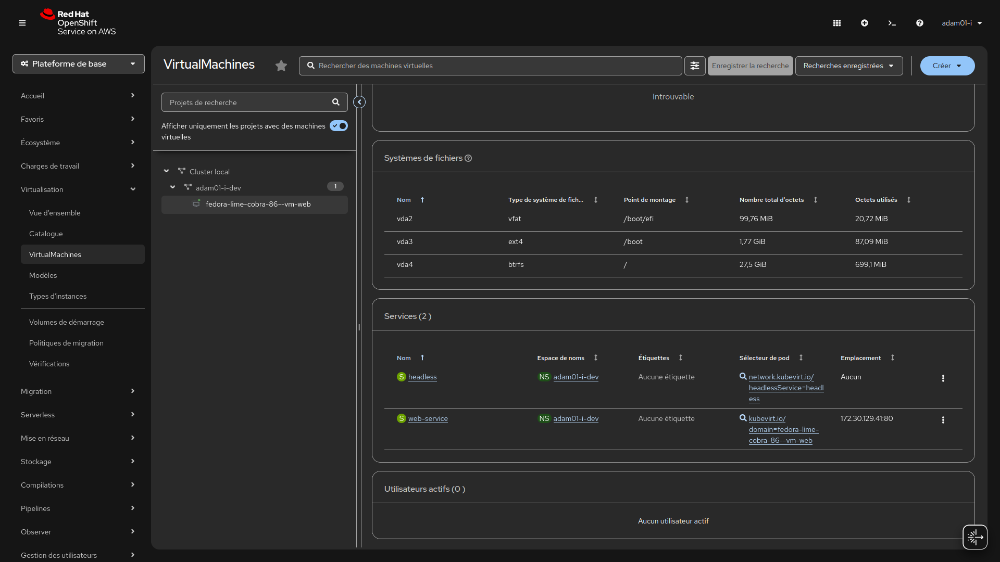 Red Hat
OpenShift
Service on AWS
adam01-i
Plateforme de base
Accueil
Favoris
Écosystème
Charges de travail
Virtualisation
Vue d’ensemble
Catalogue
VirtualMachines
Modèles
Types d'instances
Volumes de démarrage
Politiques de migration
Vérifications
Migration
Serverless
Mise en réseau
Stockage
Compilations
Pipelines
Observer
Gestion des utilisateurs
VirtualMachines
Rechercher des machines virtuelles
Enregistrer la recherche
Recherches enregistrées
Créer
Projets de recherche
Afficher uniquement les projets avec des machines
virtuelles
Cluster local
adam01-i-dev 1
fedora-lime-cobra-86--vm-web
Introuvable
Systèmes de fichiers
Nom Type de système de fich... Point de montage Nombre total d'octets Octets utilisés
vda2 vfat /boot/efi 99,76 MiB 20,72 MiB
vda3 ext4 /boot 1,77 GiB 87,09 MiB
vda4 btrfs / 27,5 GiB 699,1 MiB
Services (2 )
Nom Espace de noms Étiquettes Sélecteur de pod Emplacement
S headless NS adam01-i-dev Aucune étiquette network.kubevirt.io/ Aucun
headlessService=headl
ess
S web-service NS adam01-i-dev Aucune étiquette kubevirt.io/ 172.30.129.41:80
domain=fedora-lime-
cobra-86--vm-web
Utilisateurs actifs (0 )
Aucun utilisateur actif